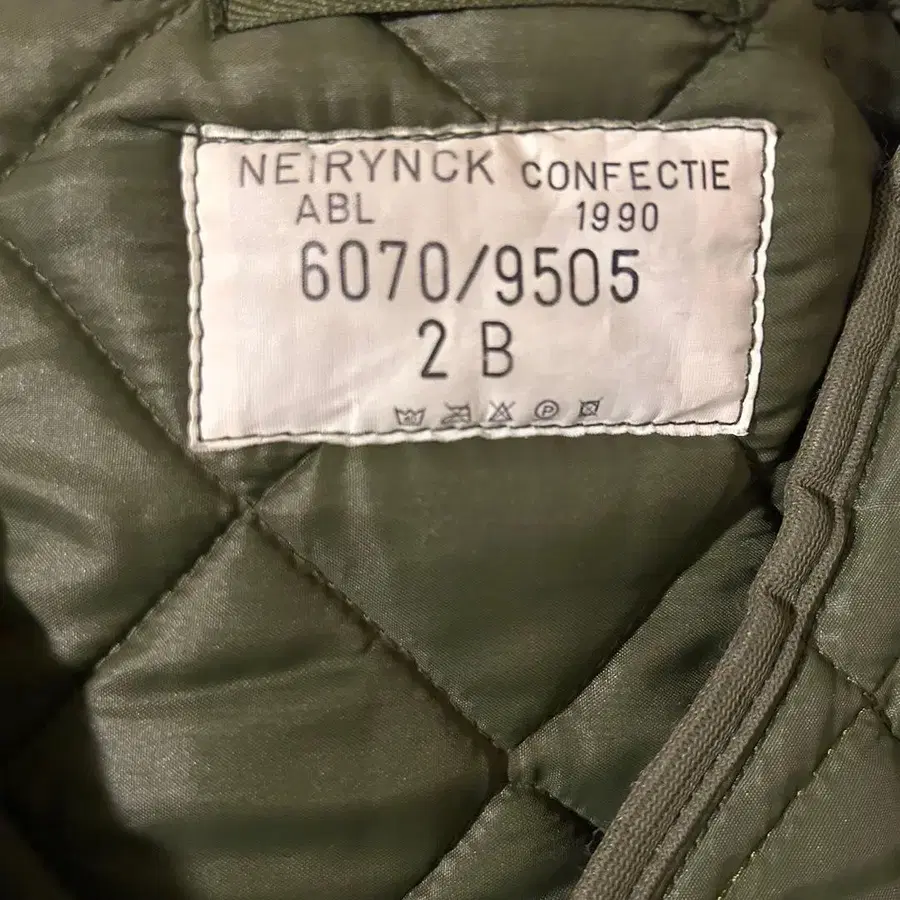 NEiRYNCK CONFECTIE
ABL 1990
6070/9505
2 B